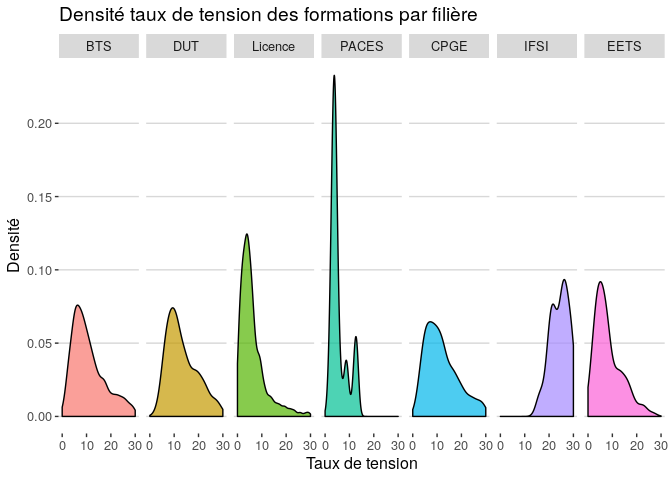 Densité taux de tension des formations par filière
BTS DUT Licence PACES CPGE IFSI EETS
0.20
0.15
0.10
0.05
0.00
Densité
0 10 20 30 0 10 20 30 0 10 20 30 0 10 20 30 0 10 20 30 0 10 20 30 0 10 20 30
Taux de tension